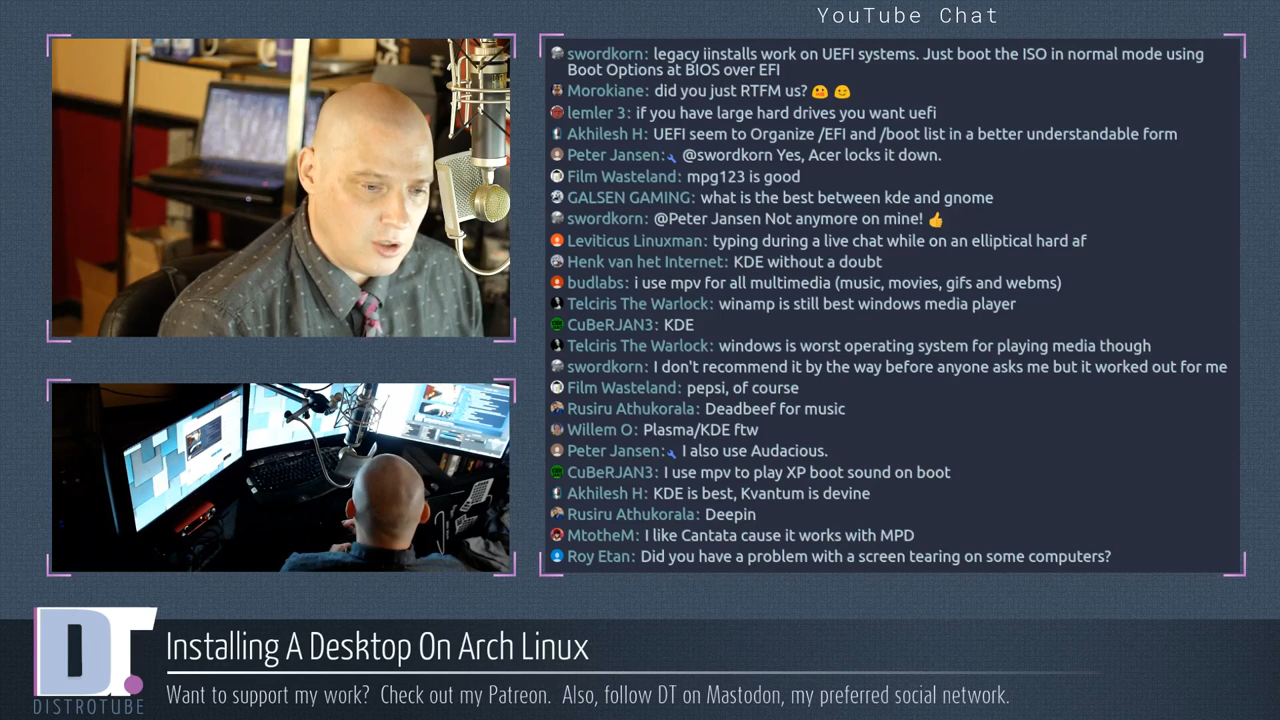 YouTube Chat
swordkorn: legacy iinstalls work on UEFI systems. Just boot the ISO in normal mode using
Boot Options at BIOS over EFI
Morokiane: did you just RTFM us? 😛 😊
lemler 3: if you have large hard drives you want uefi
Akhilesh H: UEFI seem to Organize /EFI and /boot list in a better understandable form
Peter Jansen: @swordkorn Yes, Acer locks it down.
Film Wasteland: mpg123 is good
GALSEN GAMING: what is the best between kde and gnome
swordkorn: @Peter Jansen Not anymore on mine! 👍
Leviticus Linuxman: typing during a live chat while on an elliptical hard af
Henk van het Internet: KDE without a doubt
budlabs: i use mpv for all multimedia (music, movies, gifs and webms)
Telciris The Warlock: winamp is still best windows media player
CuBeRJAN3: KDE
Telciris The Warlock: windows is worst operating system for playing media though
swordkorn: I don't recommend it by the way before anyone asks me but it worked out for me
Film Wasteland: pepsi, of course
Rusiru Athukorala: Deadbeef for music
Willem O: Plasma/KDE ftw
Peter Jansen: I also use Audacious.
CuBeRJAN3: I use mpv to play XP boot sound on boot
Akhilesh H: KDE is best, Kvantum is devine
Rusiru Athukorala: Deepin
MtotheM: I like Cantata cause it works with MPD
Roy Etan: Did you have a problem with a screen tearing on some computers?
DT
DISTROTUBE
Installing A Desktop On Arch Linux
Want to support my work? Check out my Patreon. Also, follow DT on Mastodon, my preferred social network.